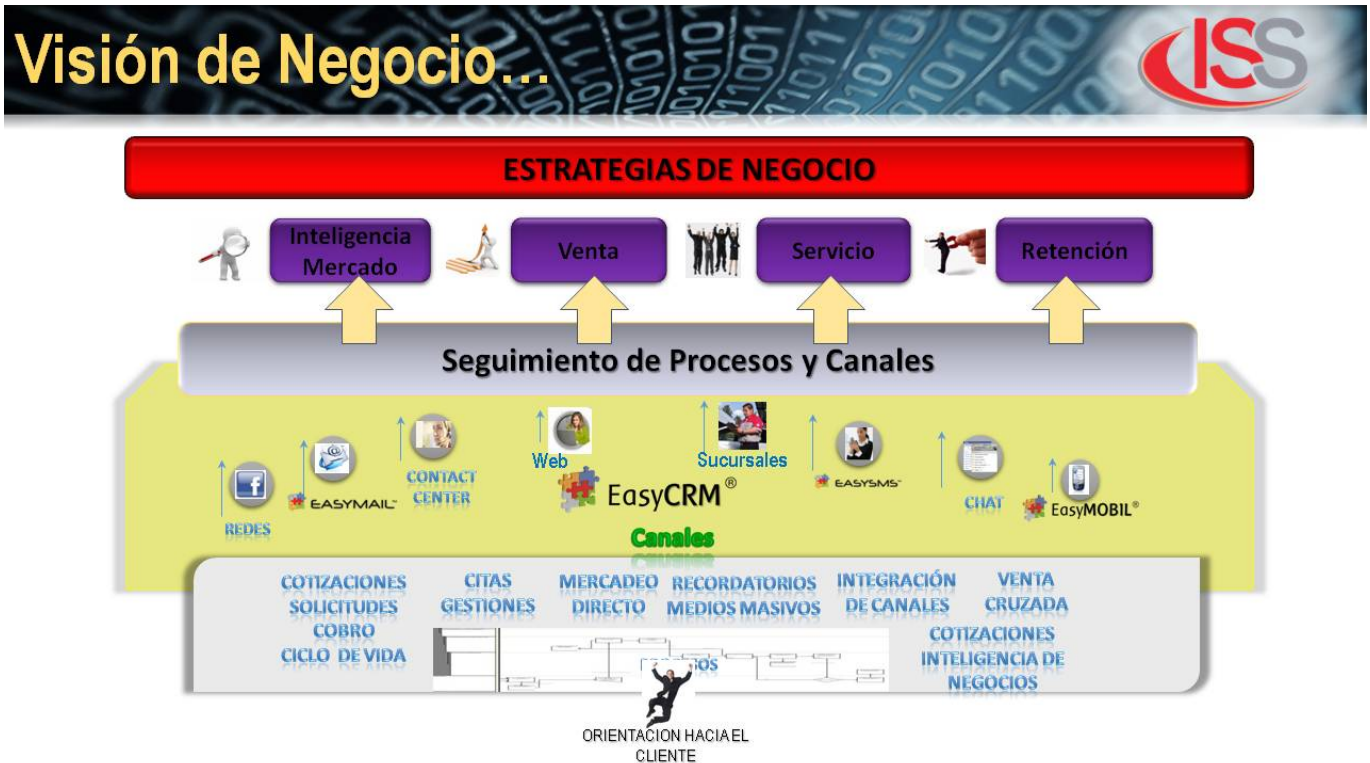 Visión de Negocio...
ISS
ESTRATEGIAS DE NEGOCIO
Inteligencia
Mercado
Venta
Servicio
Retención
Seguimiento de Procesos y Canales
REDES
EASYMAIL™
CONTACT
CENTER
Web
EasyCRM®
Sucursales
EASYSMS™
CHAT
EasyMOBIL®
Canales
COTIZACIONES
SOLICITUDES
COBRO
CICLO DE VIDA
CITAS
GESTIONES
MERCADEO
DIRECTO
RECORDATORIOS
MEDIOS MASIVOS
INTEGRACIÓN
DE CANALES
VENTA
CRUZADA
COTIZACIONES
INTELIGENCIA DE
NEGOCIOS
ORIENTACION HACIA EL
CLIENTE